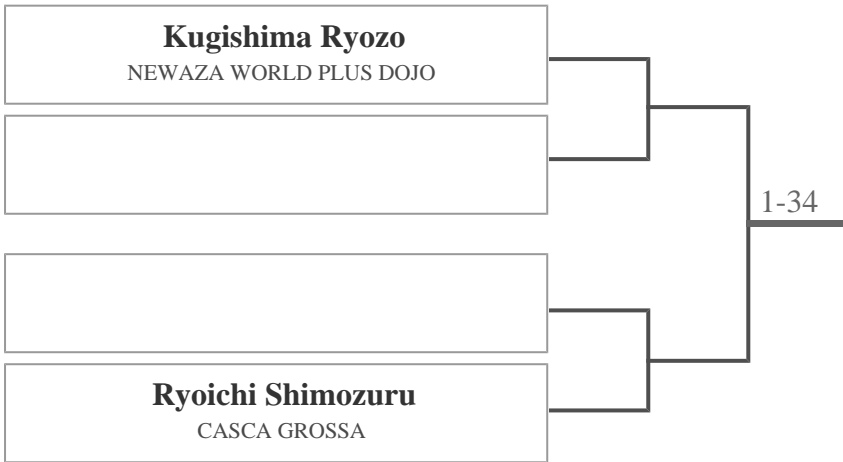 Kugishima Ryozo
NEWAZA WORLD PLUS DOJO
1-34
Ryoichi Shimozuru
CASCA GROSSA